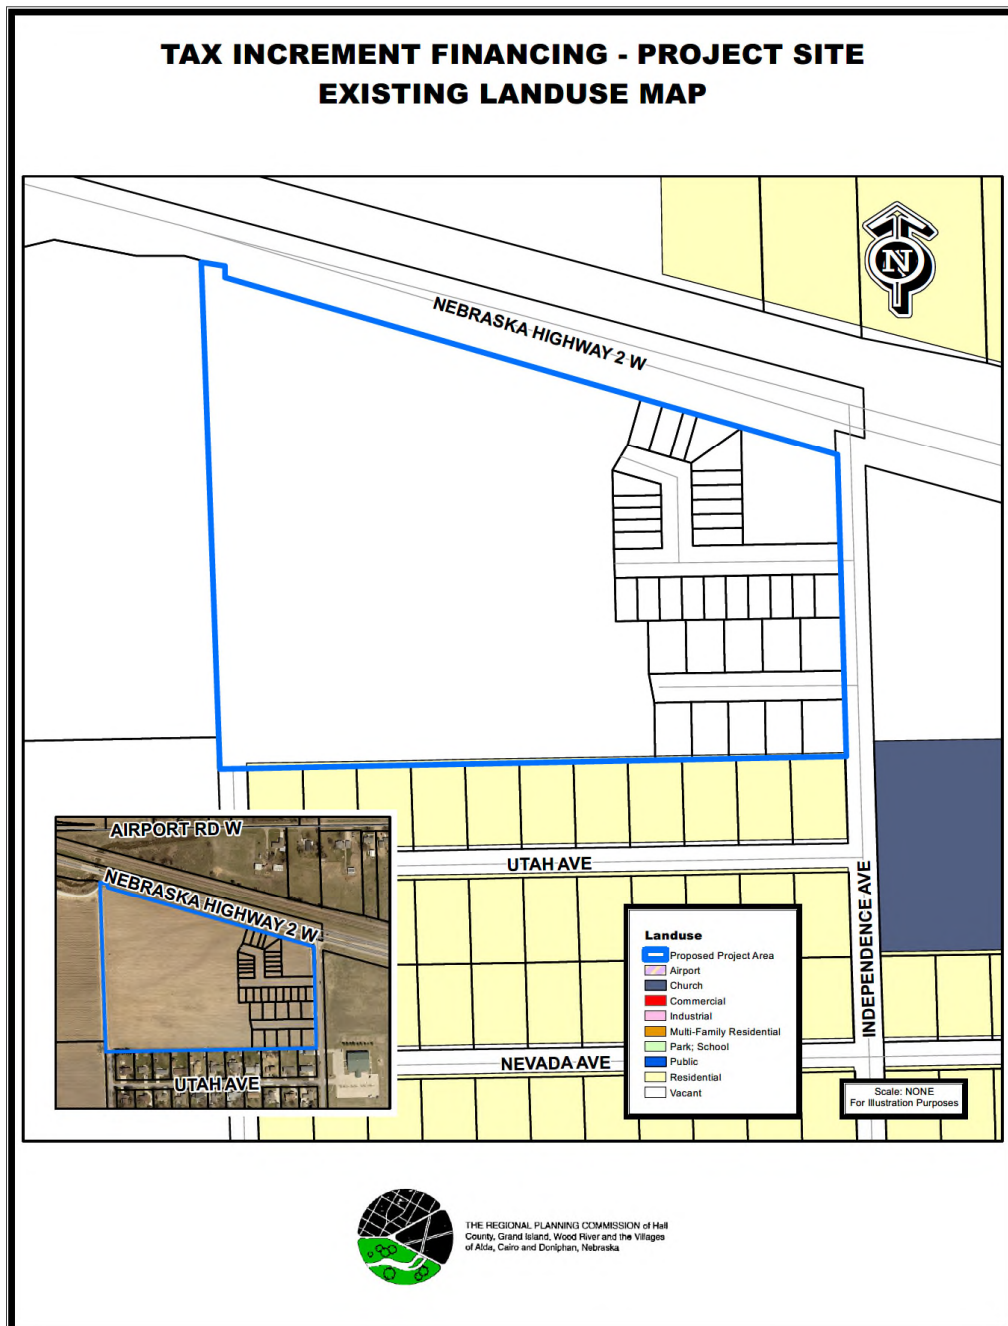 TAX INCREMENT FINANCING - PROJECT SITE
EXISTING LANDUSE MAP
N
NEBRASKA HIGHWAY 2 W
AIRPORT RD W
NEBRASKA HIGHWAY 2 W
UTAH AVE
UTAH AVE
NEVADA AVE
INDEPENDENCE AVE
Landuse
Proposed Project Area
Airport
Church
Commercial
Industrial
Multi-Family Residential
Park; School
Public
Residential
Vacant
Scale: NONE
For Illustration Purposes
THE REGIONAL PLANNING COMMISSION of Hall
County, Grand Island, Wood River and the Villages
of Alda, Cairo and Doniphan, Nebraska